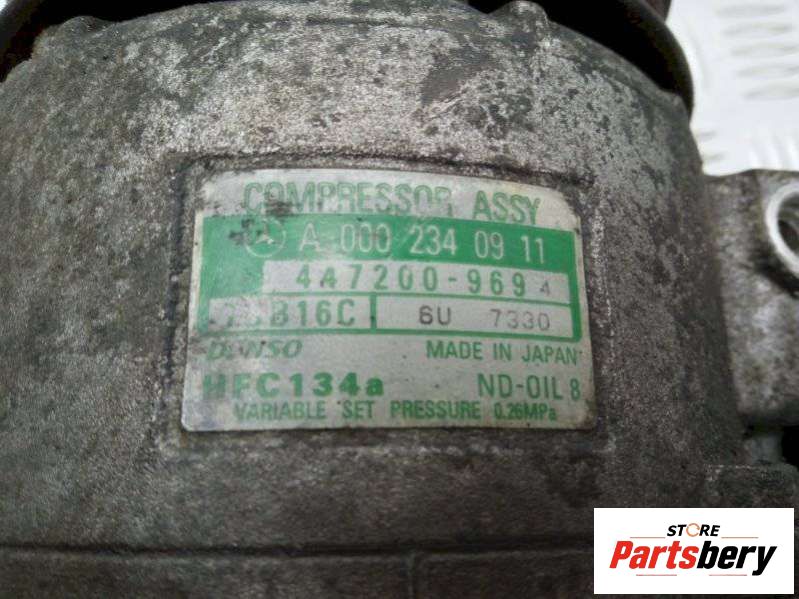 COMPRESSOR ASSY
A 000 234 09 11
447200-969 4
B16C 6U 7330
DENSO MADE IN JAPAN
HFC134a ND-OIL 8
VARIABLE SET PRESSURE 0.26MPa
STORE
Partsbery